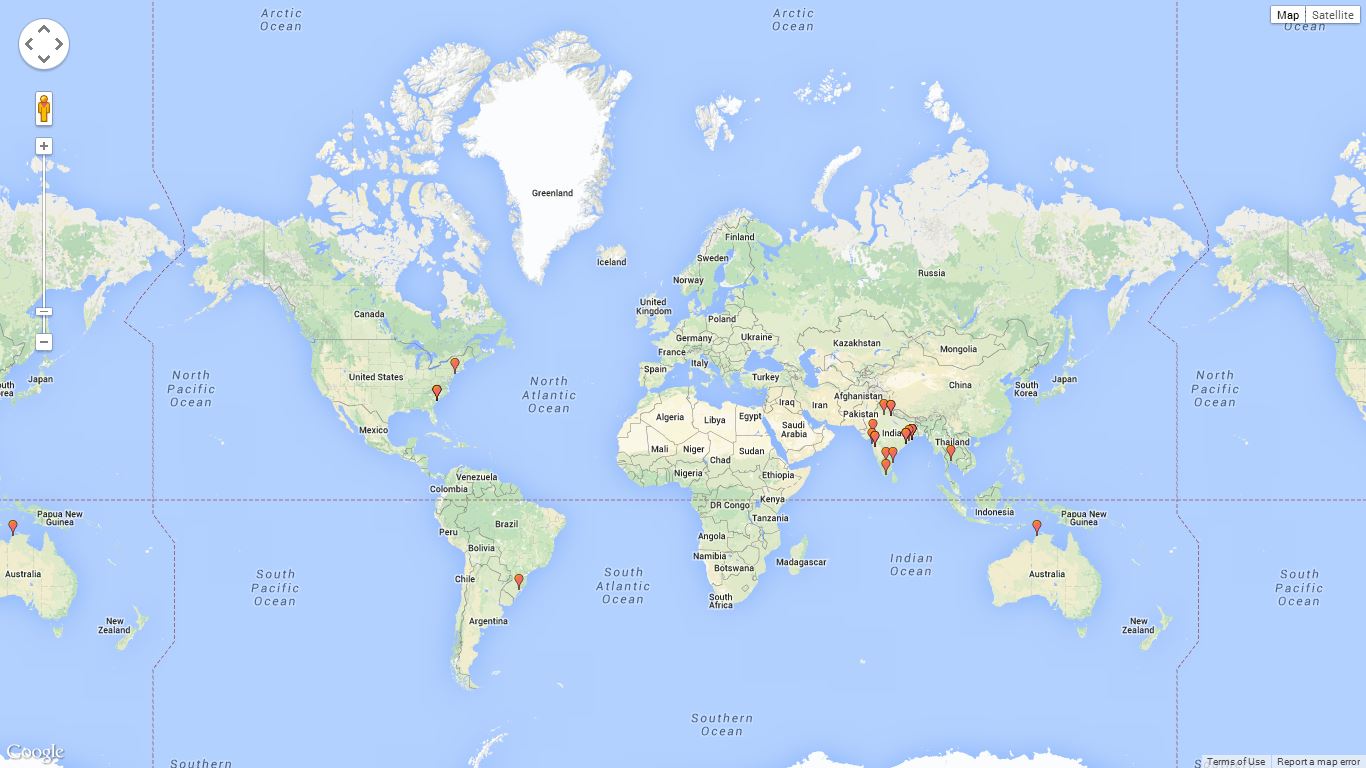 Arctic
Ocean
Arctic
Ocean
Map
Satellite
Ocean
Greenland
Finland
Iceland
Sweden
Norway
Russia
United
Kingdom
Canada
Poland
Ukraine
Germany
Kazakhstan
France
Mongolia
Italy
Spain
Turkey
United States
North
Pacific
Ocean
North
Atlantic
Ocean
China
South
Korea
Japan
Japan
North
Pacific
Ocean
Afghanistan
Iraq
Iran
Pakistan
Algeria
Libya
Egypt
Saudi
Arabia
Mexico
India
Thailand
Mali
Niger
Chad
Sudan
Nigeria
Ethiopia
Venezuela
Colombia
DR Congo
Kenya
Tanzania
Indonesia
Papua New
Guinea
Papua New
Guinea
Brazil
Peru
Bolivia
Angola
Namibia
Botswana
Madagascar
Indian
Ocean
Australia
Australia
South
Pacific
Ocean
Chile
South
Atlantic
Ocean
South
Africa
South
Pacific
Ocean
Argentina
New
Zealand
New
Zealand
Southern
Ocean
Google
Southern
Terms of Use
Report a map error